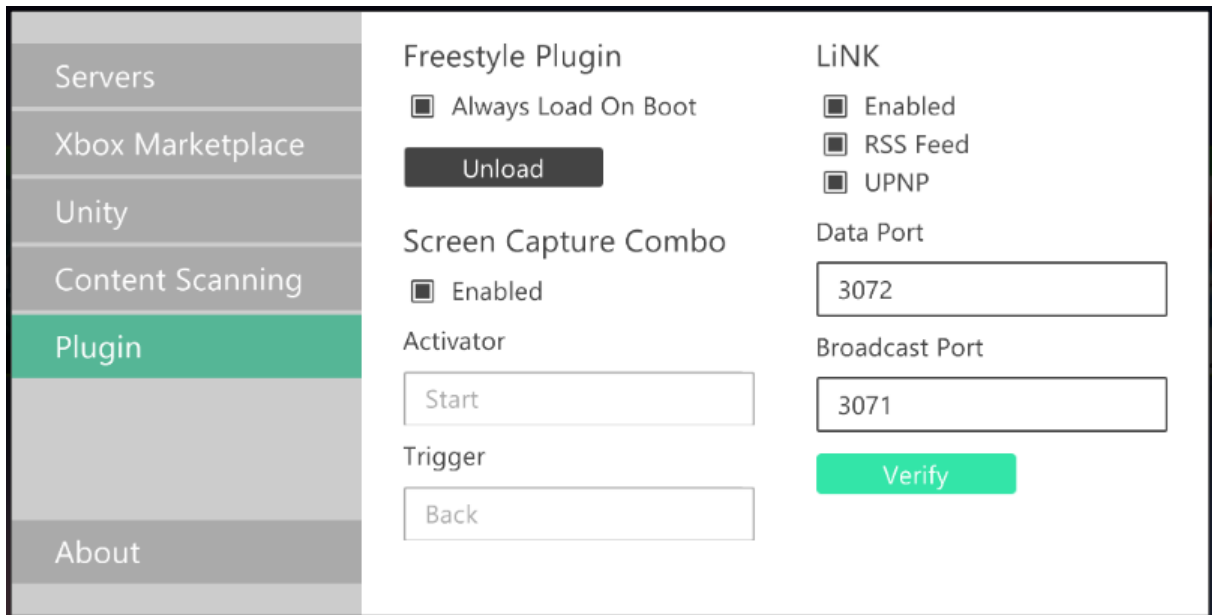 Servers
Xbox Marketplace
Unity
Content Scanning
Plugin
About
Freestyle Plugin
Always Load On Boot
Unload
Screen Capture Combo
Enabled
Activator
Start
Trigger
Back
LiNK
Enabled
RSS Feed
UPNP
Data Port
3072
Broadcast Port
3071
Verify